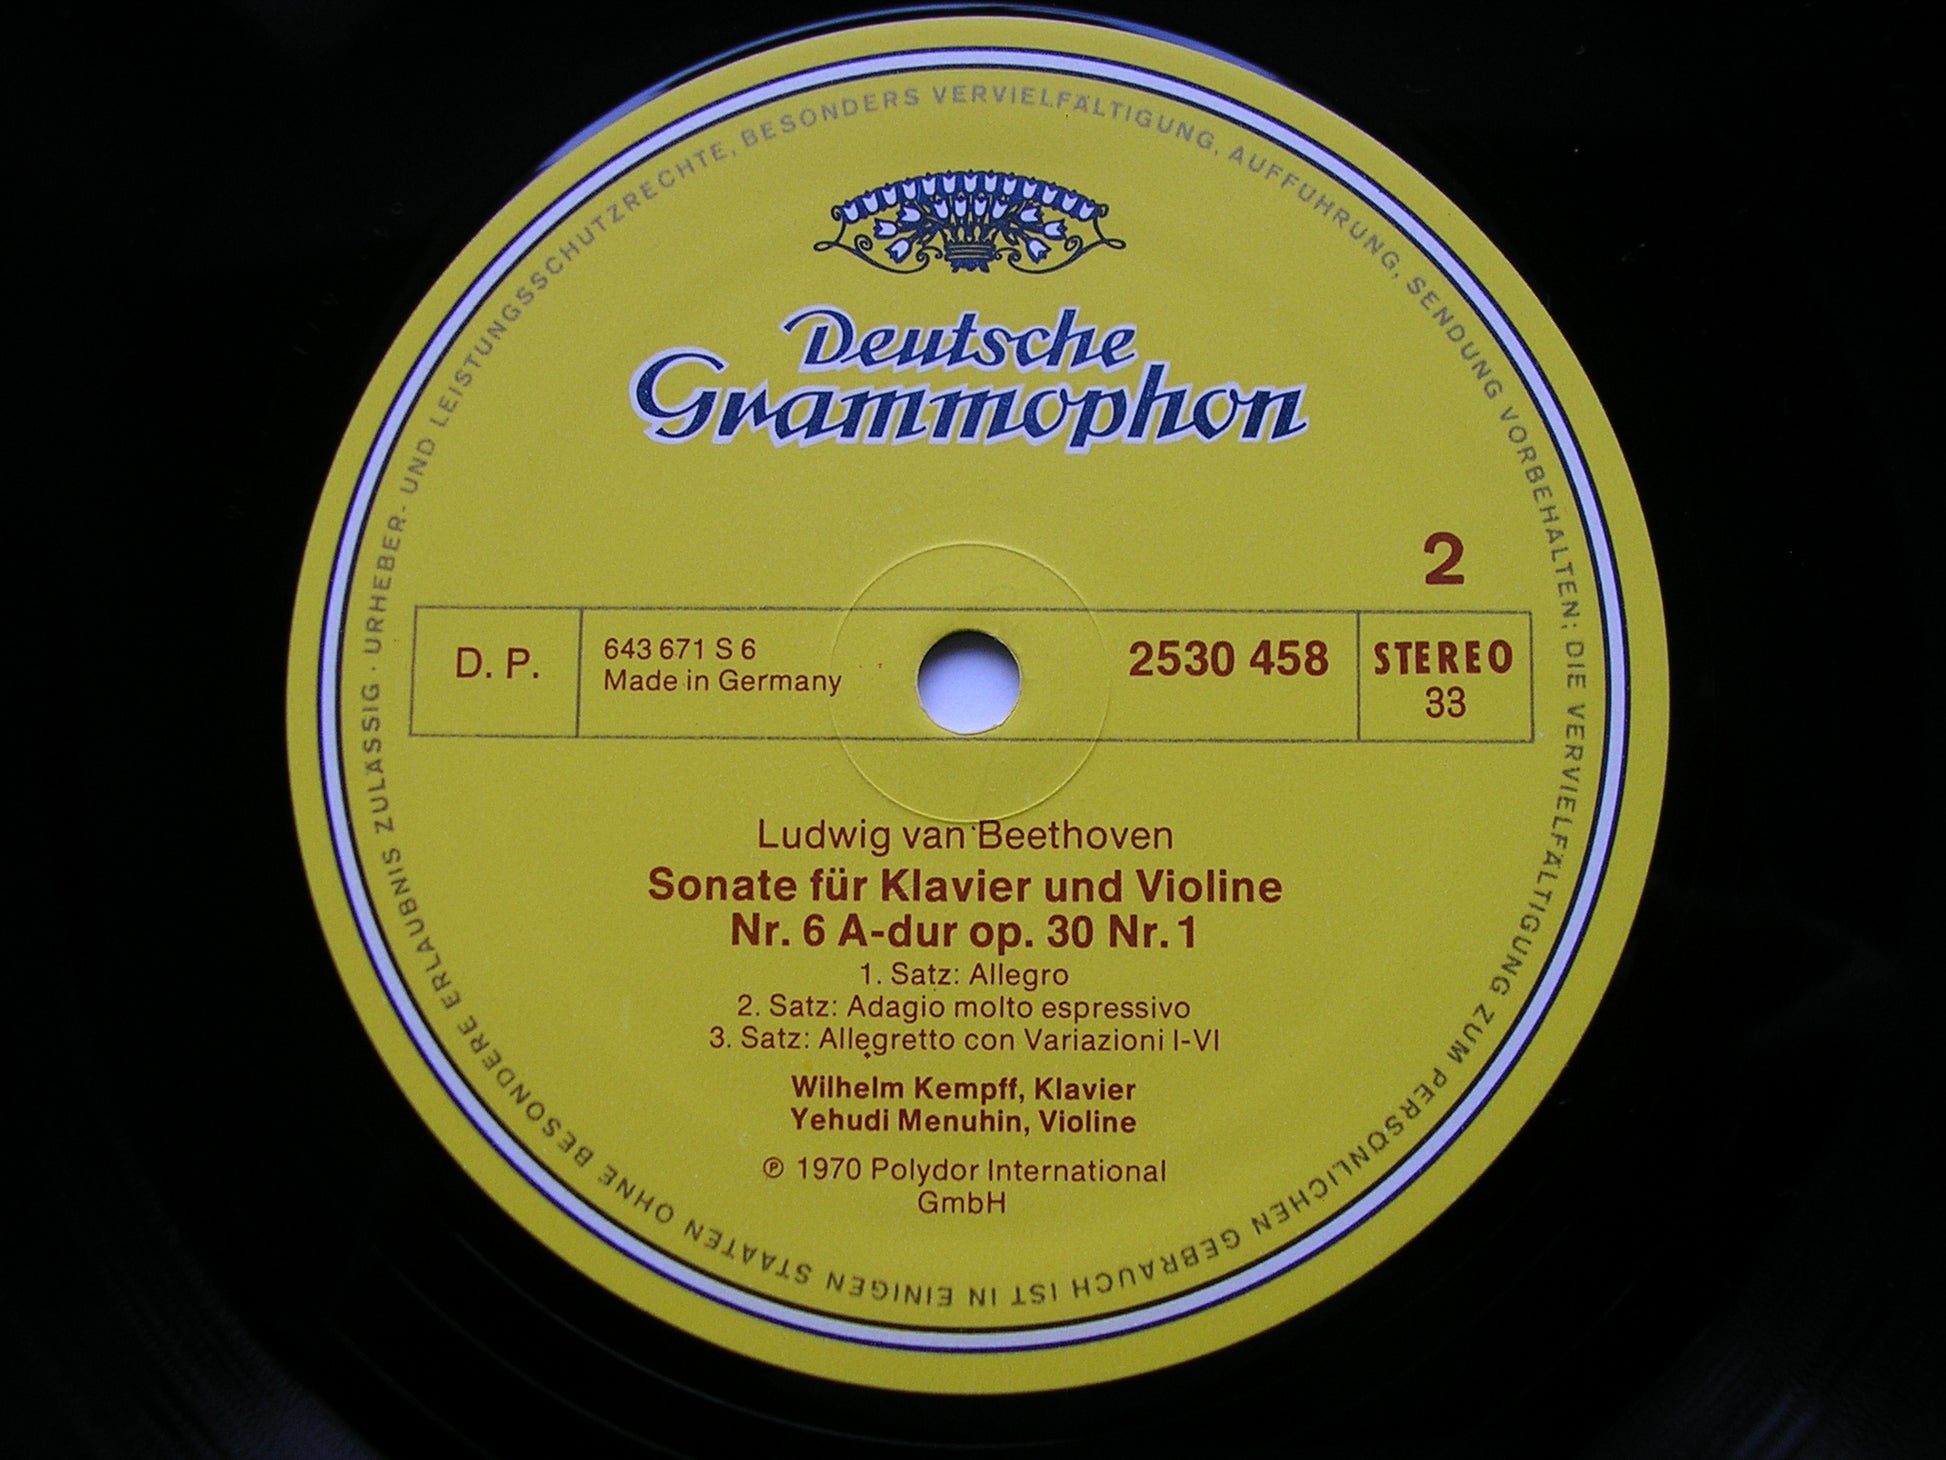 URHEBER- UND LEISTUNGSSCHUTZRECHTE, BESONDERS VERVIELFÄLTIGUNG, AUFFÜHRUNG, SENDUNG VORBEHALTEN; DIE VERVIELFÄLTIGUNG ZUM PERSÖNLICHEN GEBRAUCH IST IN EINIGEN STAATEN OHNE BESONDERE ERLAUBNIS ZULÄSSIG ·
Deutsche
Grammophon
2
D. P.
643 671 S 6
Made in Germany
2530 458
STEREO
33
Ludwig van Beethoven
Sonate für Klavier und Violine
Nr. 6 A-dur op. 30 Nr. 1
1. Satz: Allegro
2. Satz: Adagio molto espressivo
3. Satz: Allegretto con Variazioni I-VI
Wilhelm Kempff, Klavier
Yehudi Menuhin, Violine
℗ 1970 Polydor International
GmbH